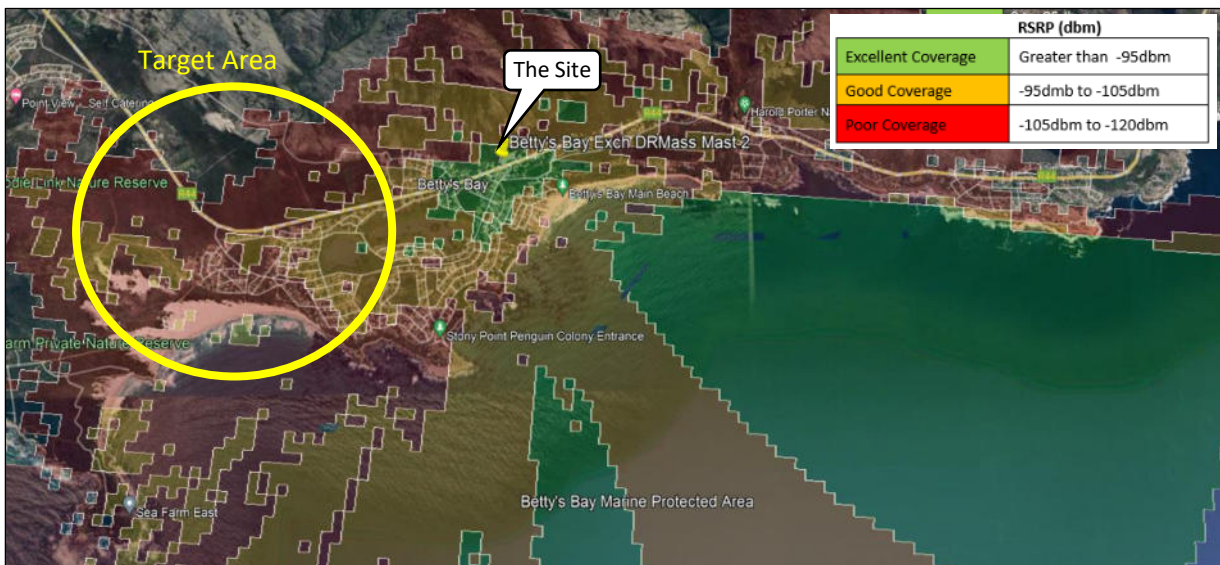 RSRP (dbm)
Excellent Coverage Greater than -95dbm
Good Coverage -95dmb to -105dbm
Poor Coverage -105dbm to -120dbm
Target Area
The Site
Point View - Self Catering
Harold Porter N
R44
Betty's Bay Exch DRMass Mast 2
Link Nature Reserve
R44
Betty's Bay
Betty's Bay Main Beach
R44
Stony Point Penguin Colony Entrance
arm Private Nature Reserve
Betty's Bay Marine Protected Area
Sea Farm East